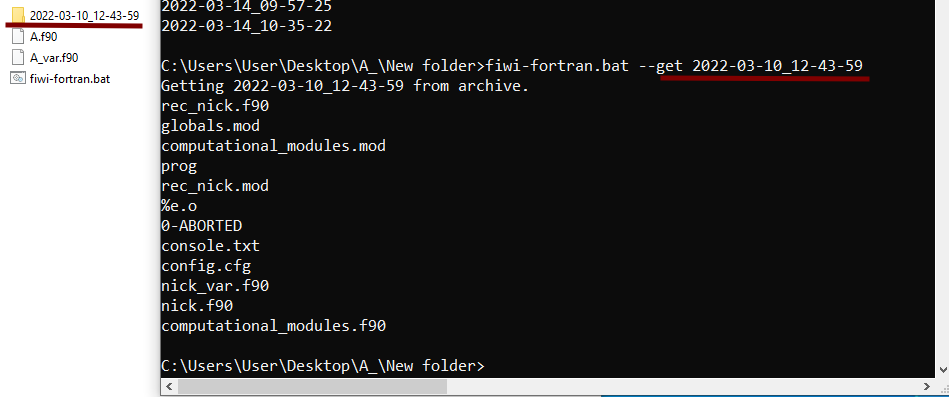 2022-03-10_12-43-59
A.f90
A_var.f90
fiwi-fortran.bat
2022-03-14_09-57-25
2022-03-14_10-35-22
C:\Users\User\Desktop\A_\New folder>fiwi-fortran.bat --get 2022-03-10_12-43-59
Getting 2022-03-10_12-43-59 from archive.
rec_nick.f90
globals.mod
computational_modules.mod
prog
rec_nick.mod
%e.o
0-ABORTED
console.txt
config.cfg
nick_var.f90
nick.f90
computational_modules.f90
C:\Users\User\Desktop\A_\New folder>